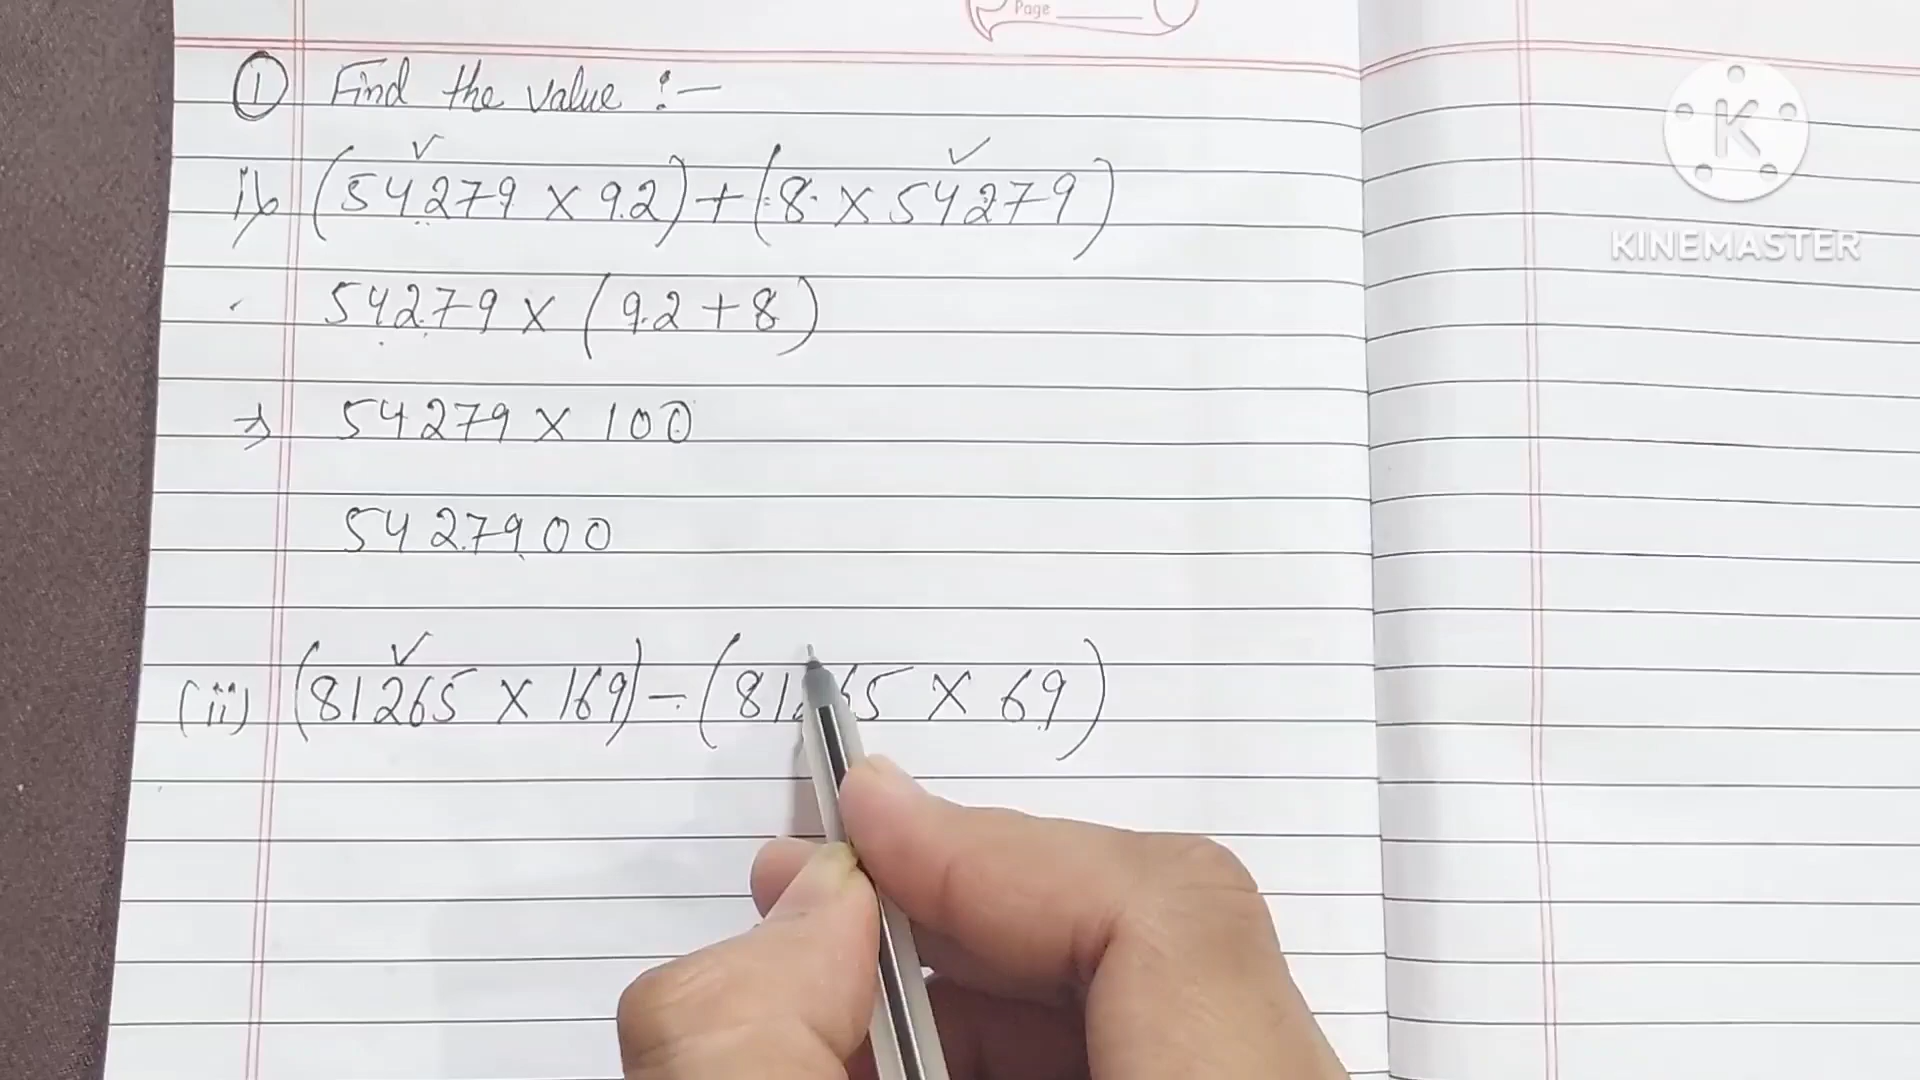 Page
① Find the value :-
i) (54279 × 92) + (8 × 54279)
54279 × (92 + 8)
⇒ 54279 × 100
5427900
(ii) (81265 × 169) - (81265 × 69)
K
KINEMASTER